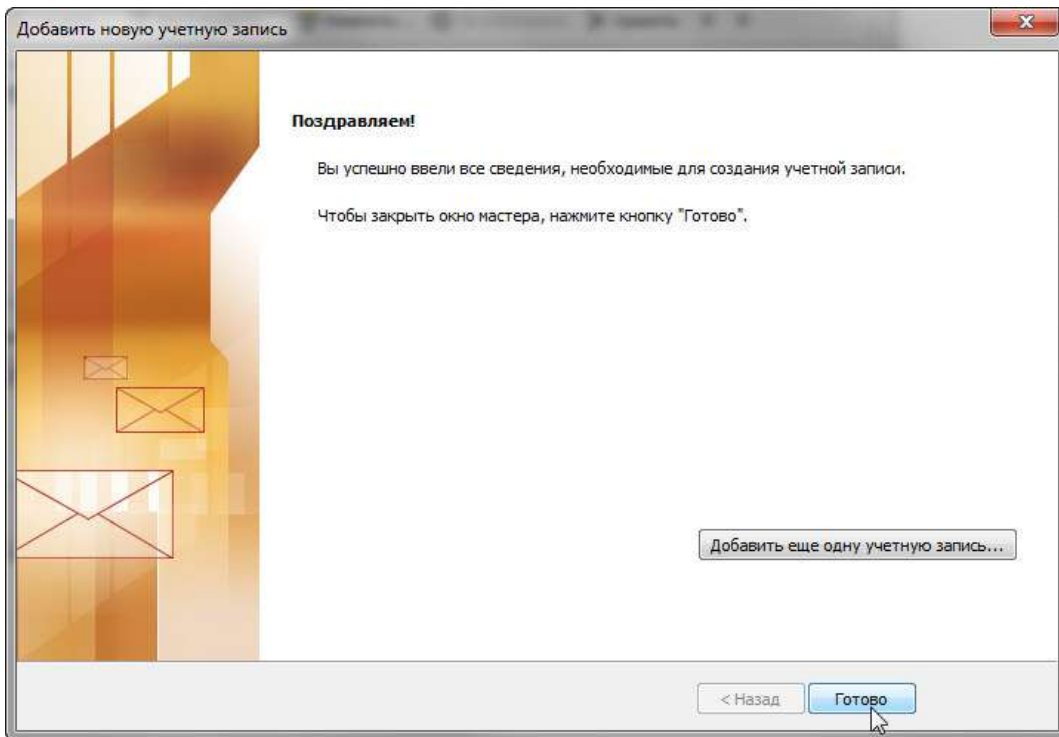 Добавить новую учетную запись
Поздравляем!
Вы успешно ввели все сведения, необходимые для создания учетной записи.
Чтобы закрыть окно мастера, нажмите кнопку "Готово".
Добавить еще одну учетную запись...
< Назад
Готово